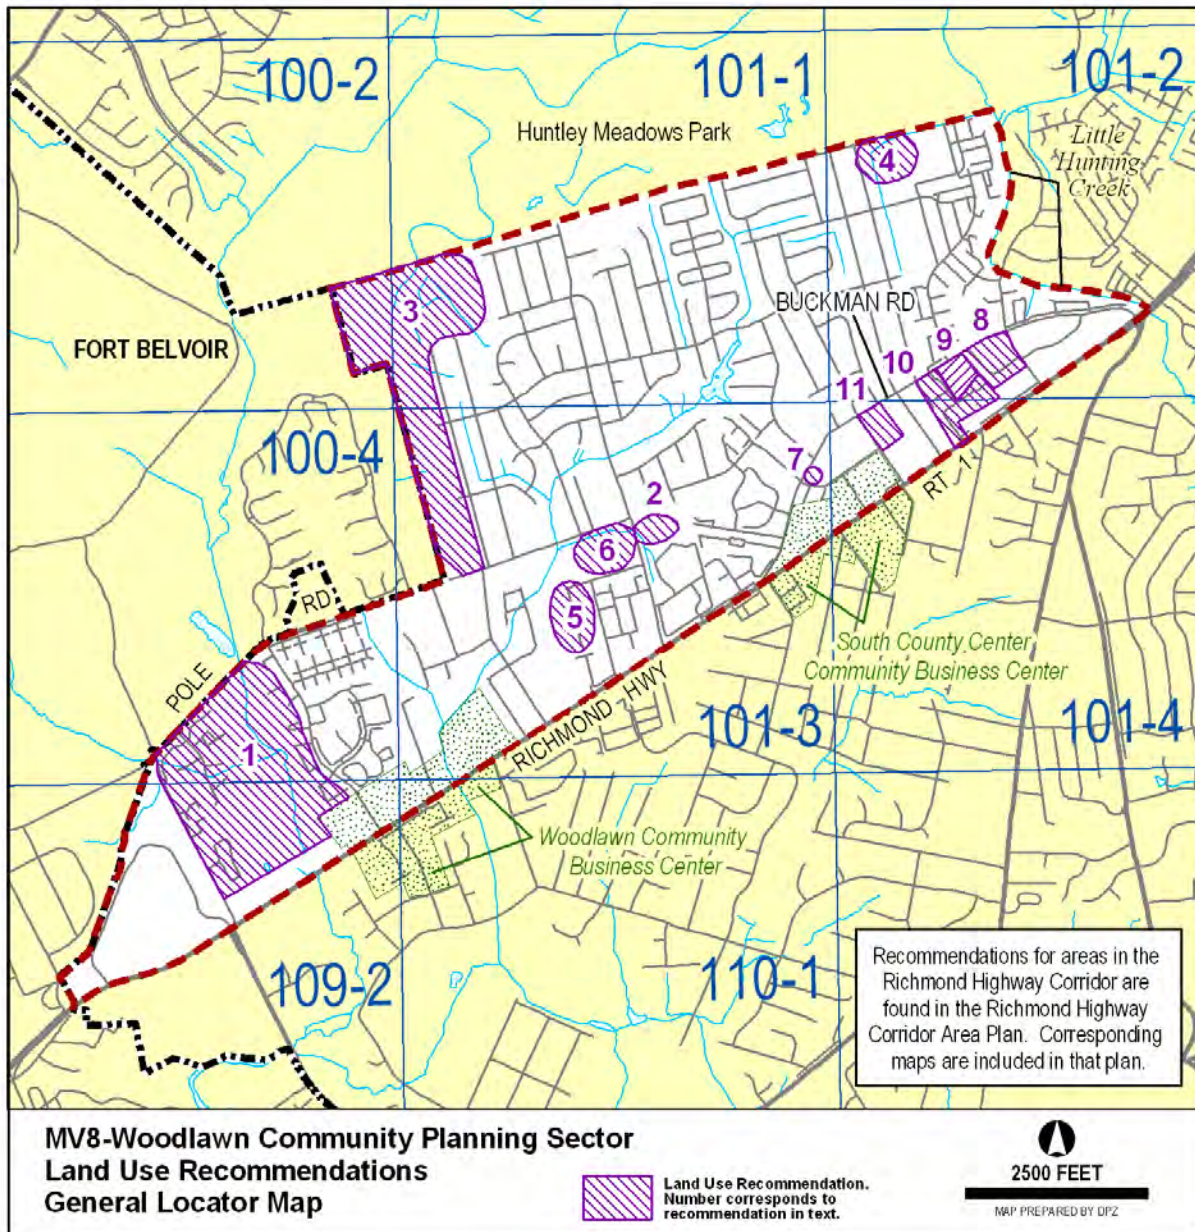 100-2
101-1
101-2
Huntley Meadows Park
Little
Hunting
Creek
4
3
BUCKMAN RD
FORT BELVOIR
8
9
10
11
100-4
7
RT 1
2
6
RD
5
South County Center
Community Business Center
POLE
RICHMOND HWY
101-3
101-4
1
Woodlawn Community
Business Center
109-2
110-1
Recommendations for areas in the
Richmond Highway Corridor are
found in the Richmond Highway
Corridor Area Plan. Corresponding
maps are included in that plan.
MV8-Woodlawn Community Planning Sector
Land Use Recommendations
General Locator Map
Land Use Recommendation.
Number corresponds to
recommendation in text.
2500 FEET
MAP PREPARED BY DPZ